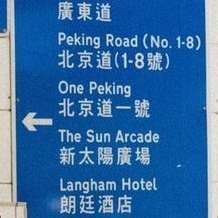 廣東道
Peking Road (No. 1-8)
北京道(1-8號)
One Peking
北京道一號
The Sun Arcade
新太陽廣場
Langham Hotel
朗廷酒店